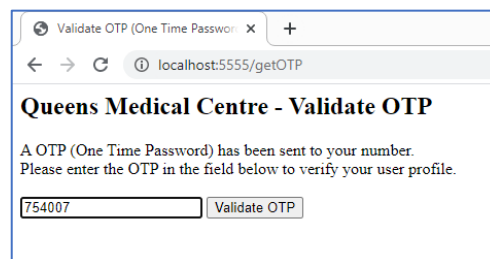 Validate OTP (One Time Passwor
localhost:5555/getOTP
Queens Medical Centre - Validate OTP
A OTP (One Time Password) has been sent to your number.
Please enter the OTP in the field below to verify your user profile.
754007 Validate OTP